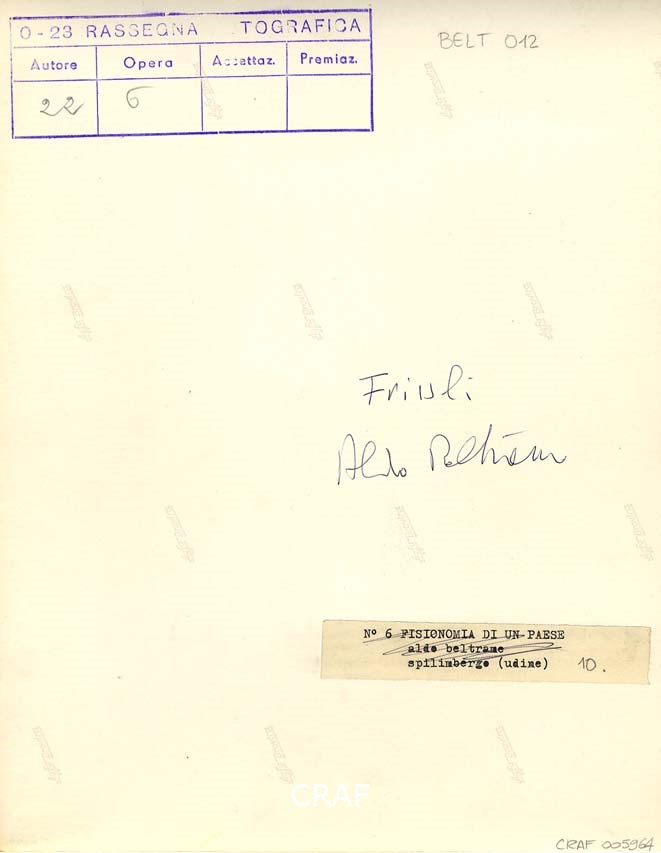 O - 23 RASSEGNA TOGRAFICA
BELT 012
Autore Opera Accettaz. Premiaz.
22 6
Friuli
Aldo Beltrame
Nº 6 FISIONOMIA DI UN PAESE
aldo beltrame
spilimbergo (udine) 10.
CRAF
CRAF 005964